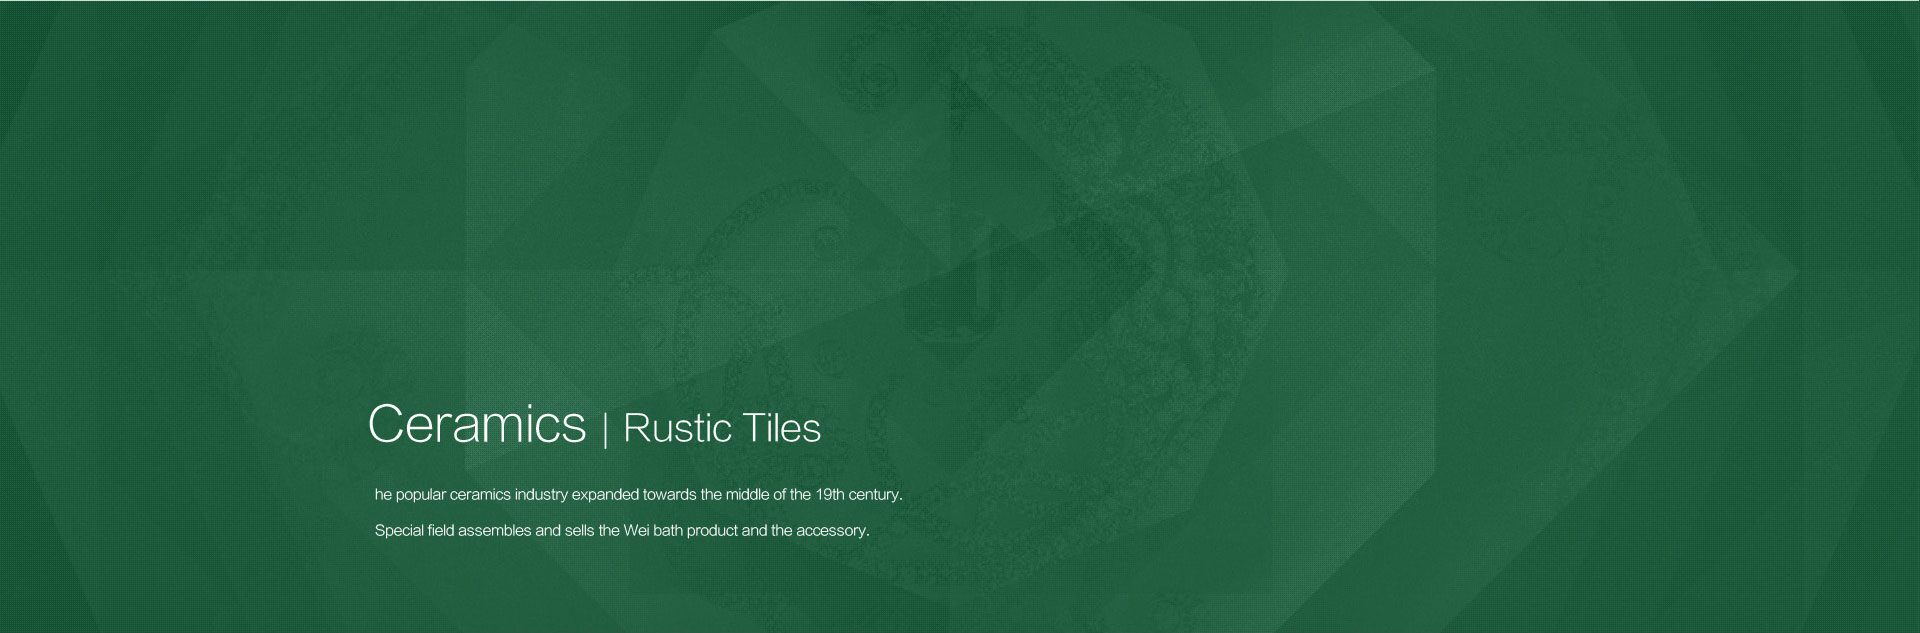 Ceramics | Rustic Tiles
he popular ceramics industry expanded towards the middle of the 19th century.
Special field assembles and sells the Wei bath product and the accessory.